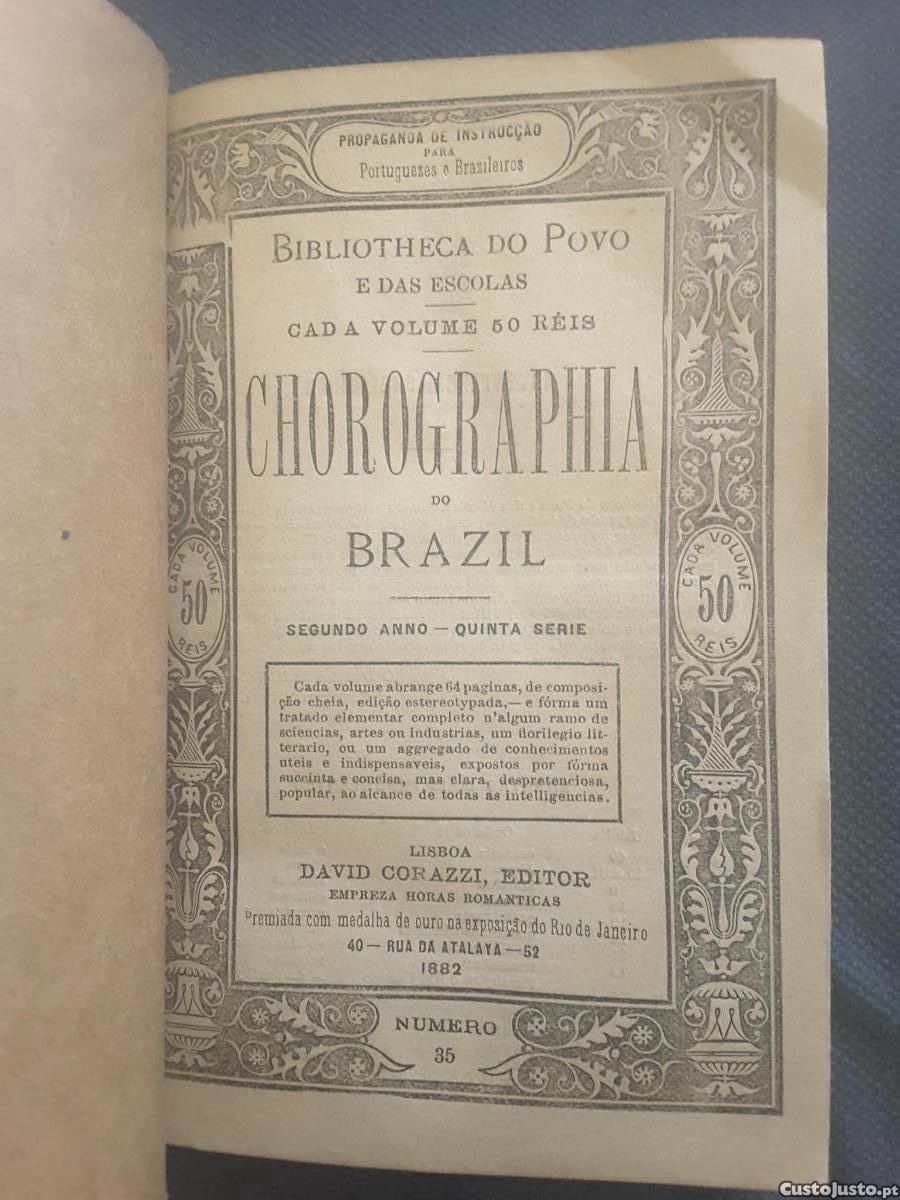 PROPAGANDA DE INSTRUCÇÃO
PARA
Portuguezes e Brazileiros
BIBLIOTHECA DO POVO
E DAS ESCOLAS
CADA VOLUME 50 RÉIS
CHOROGRAPHIA
DO
BRAZIL
SEGUNDO ANNO — QUINTA SERIE
CADA VOLUME
50
REIS
CADA VOLUME
50
REIS
Cada volume abrange 64 paginas, de composi-
ção cheia, edição estereotypada,— e fórma um
tratado elementar completo n'algum ramo de
sciencias, artes ou industrias, um florilegio lit-
terario, ou um aggregado de conhecimentos
uteis e indispensaveis, expostos por fórma
succinta e concisa, mas clara, despretenciosa,
popular, ao alcance de todas as intelligencias.
LISBOA
DAVID CORAZZI, EDITOR
EMPREZA HORAS ROMANTICAS
Premiada com medalha de ouro na exposição do Rio de Janeiro
40 — RUA DA ATALAYA — 52
1882
NUMERO
35
CustoJusto.pt